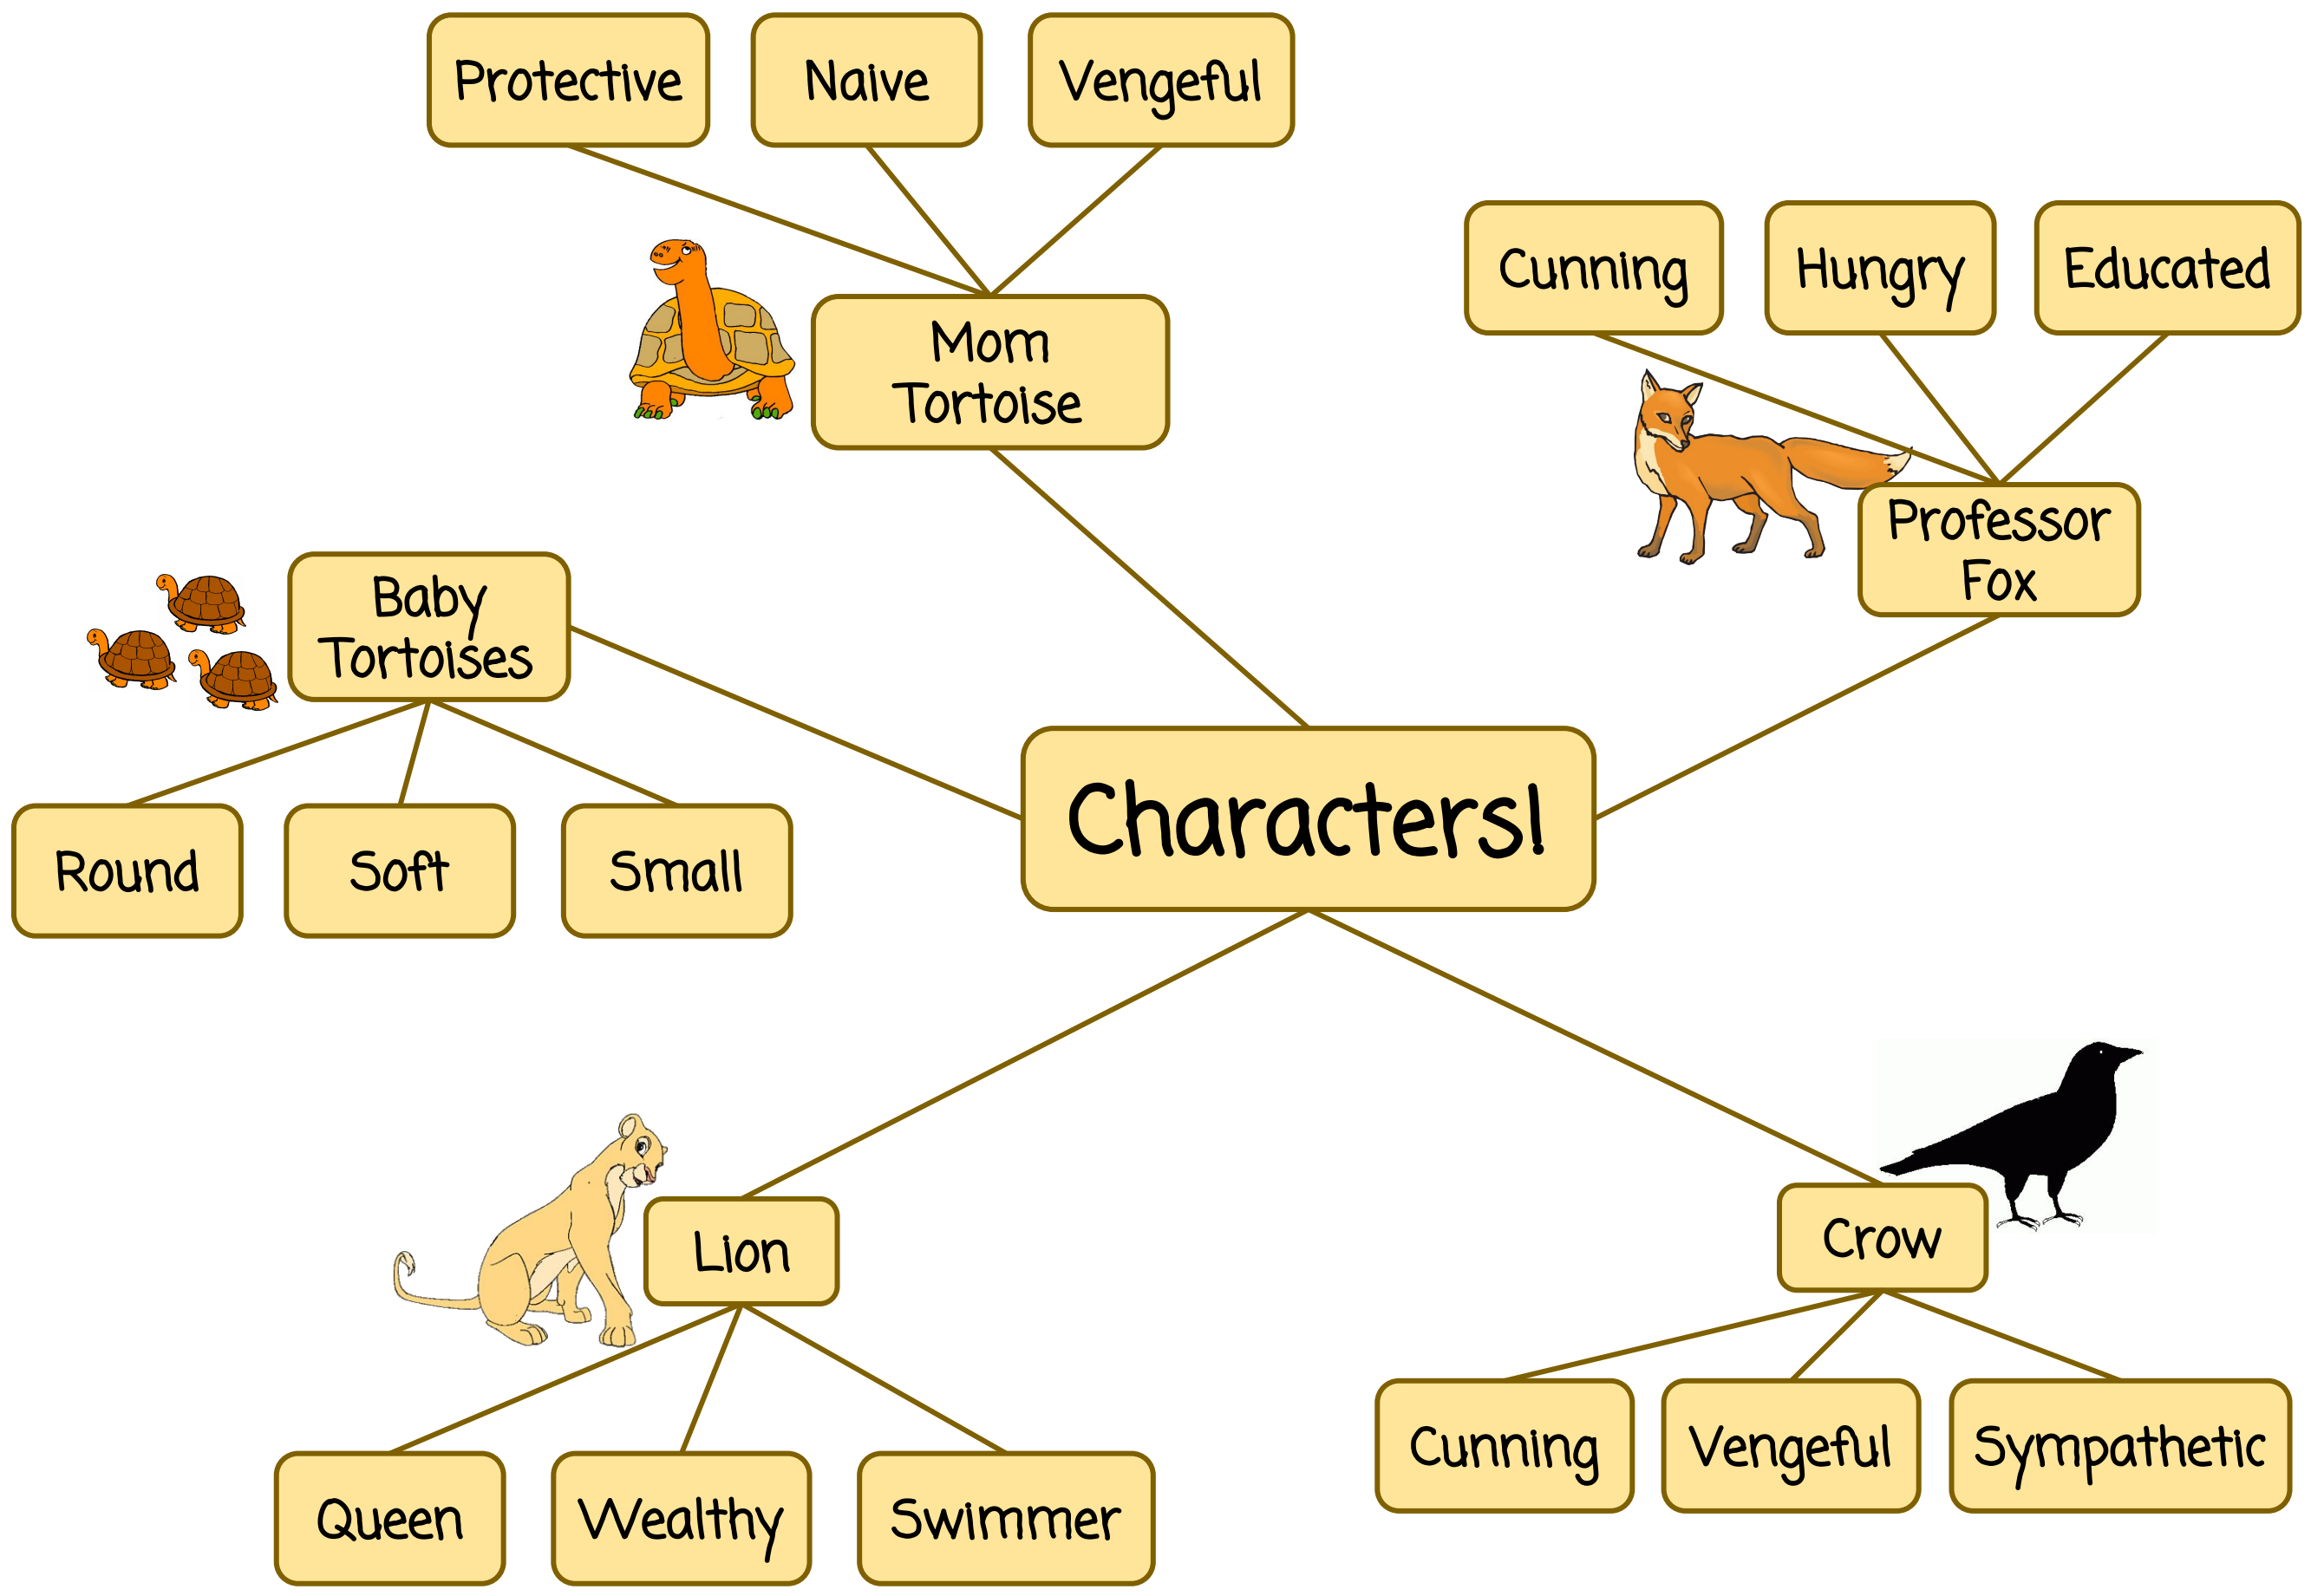 Protective
Naive
Vengeful
Cunning
Hungry
Educated
Mom
Tortoise
Professor
Fox
Baby
Tortoises
Characters!
Round
Soft
Small
Lion
Crow
Cunning
Vengeful
Sympathetic
Queen
Wealthy
Swimmer